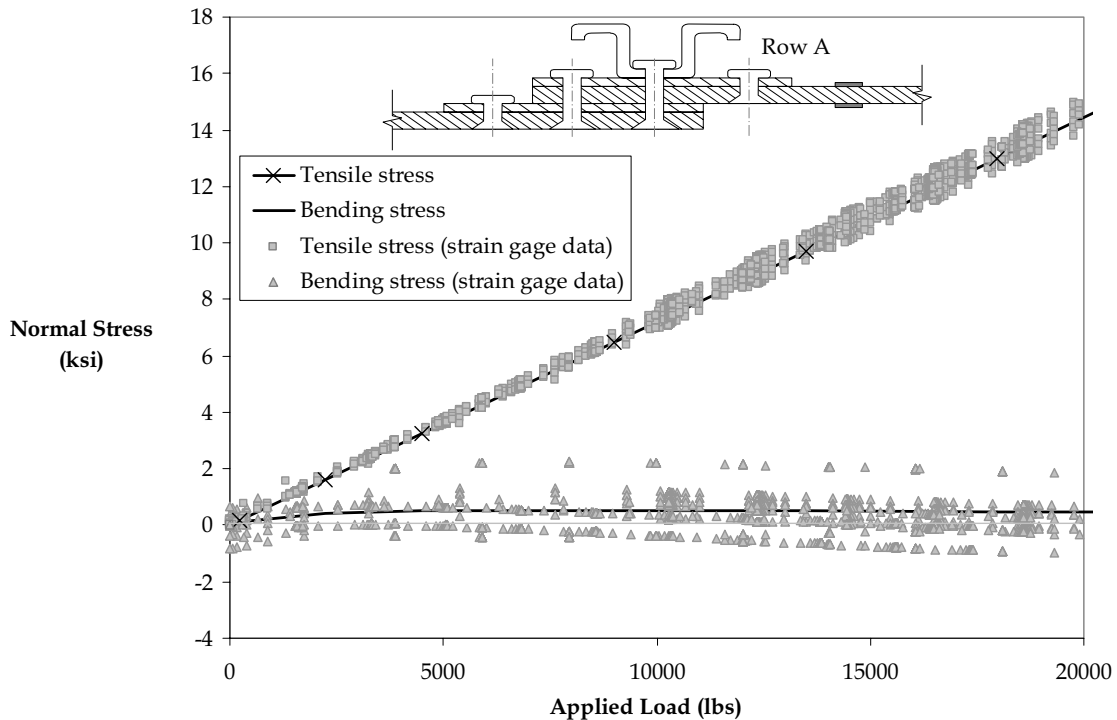 18
16
14
12
10
8
6
4
2
0
-2
-4
Row A
Tensile stress
Bending stress
Tensile stress (strain gage data)
Bending stress (strain gage data)
Normal Stress
(ksi)
0 5000 10000 15000 20000
Applied Load (lbs)